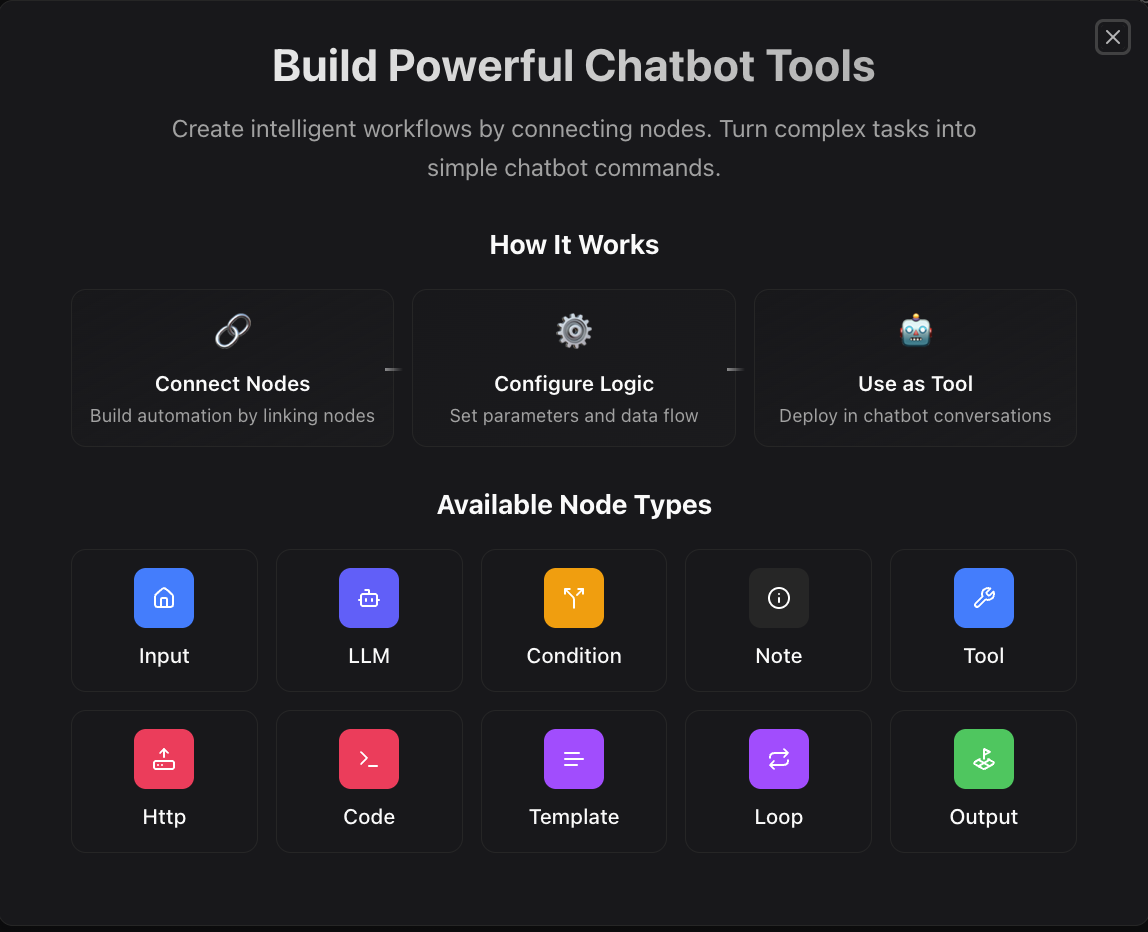 Build Powerful Chatbot Tools
Create intelligent workflows by connecting nodes. Turn complex tasks into
simple chatbot commands.
How It Works
Connect Nodes
Build automation by linking nodes
Configure Logic
Set parameters and data flow
Use as Tool
Deploy in chatbot conversations
Available Node Types
Input
LLM
Condition
Note
Tool
Http
Code
Template
Loop
Output